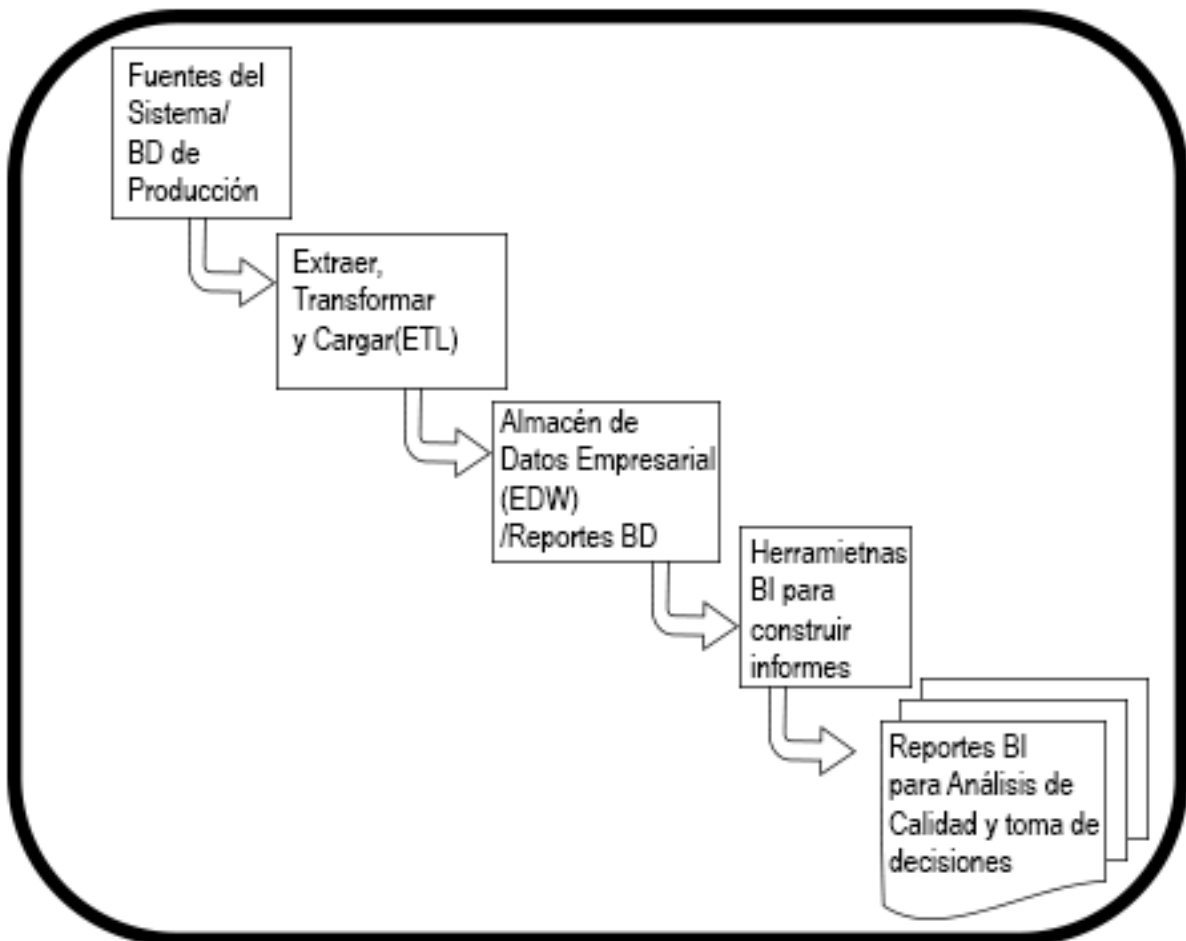 Fuentes del
Sistema/
BD de
Producción
Extraer,
Transformar
y Cargar(ETL)
Almacén de
Datos Empresarial
(EDW)
/Reportes BD
Herramietnas
BI para
construir
informes
Reportes BI
para Análisis de
Calidad y toma de
decisiones